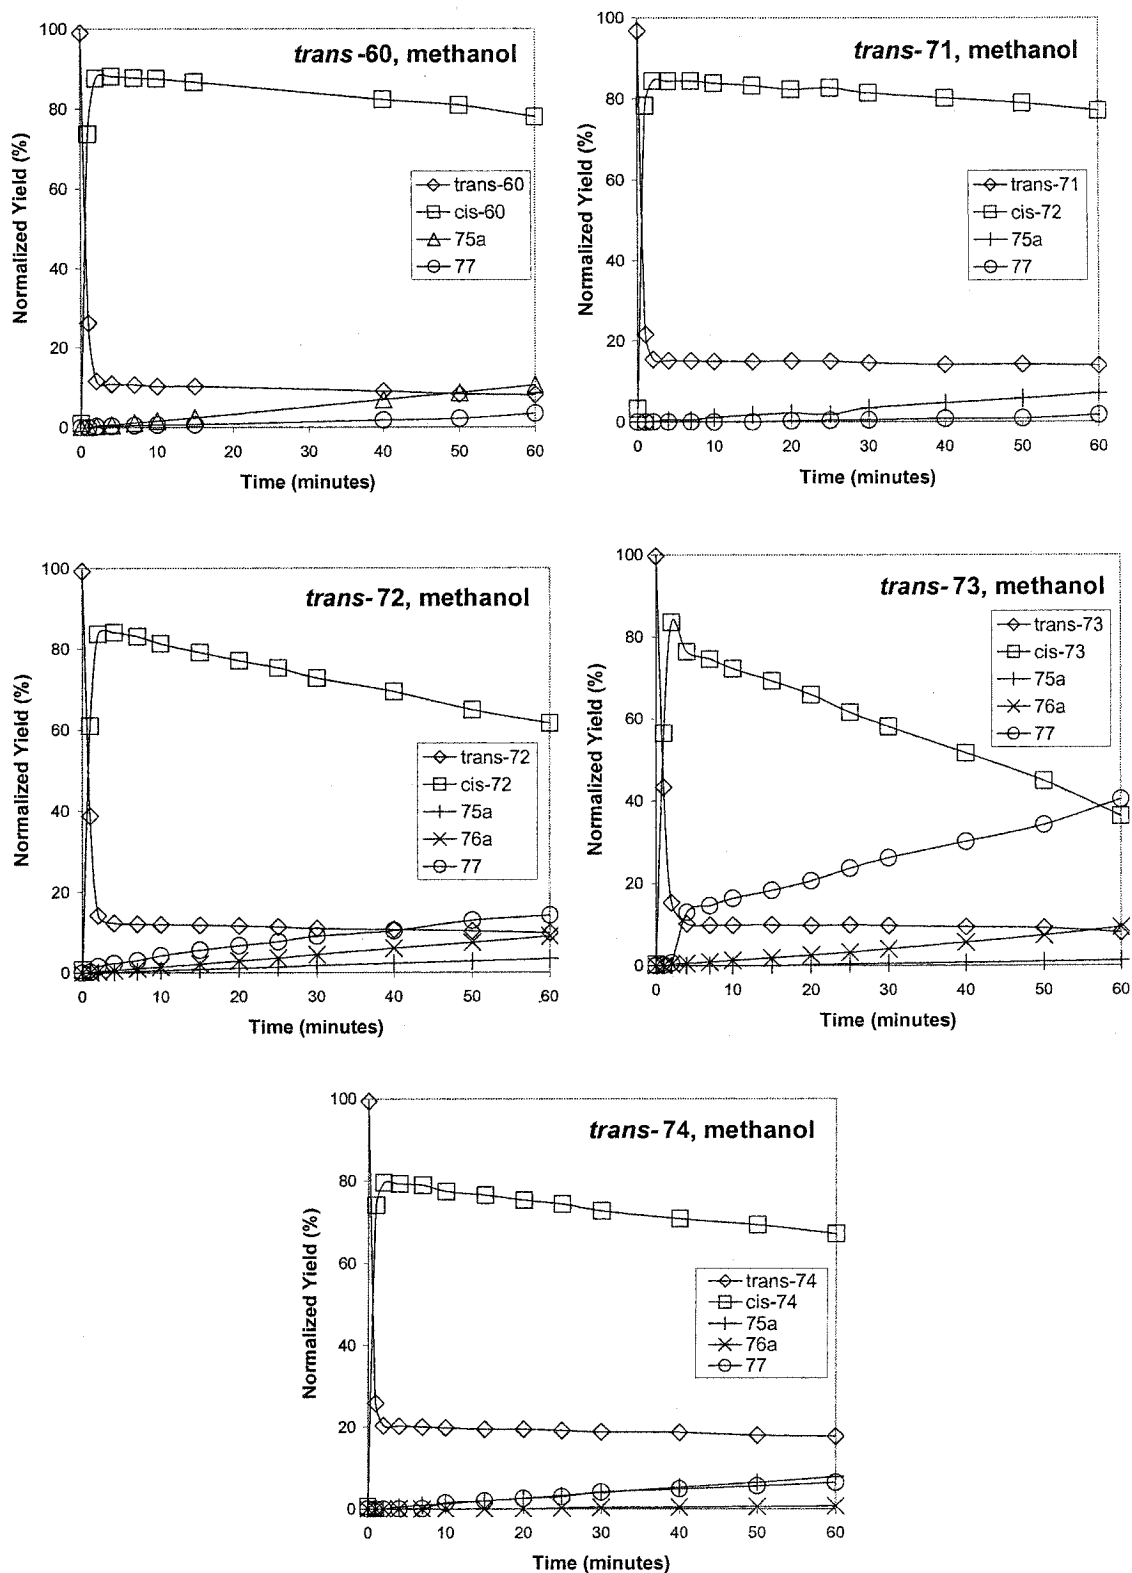 trans-60, methanol
Normalized Yield (%)
100
80
60
40
20
0
trans-60
cis-60
75a
77
0 10 20 30 40 50 60
Time (minutes)
trans-71, methanol
Normalized Yield (%)
100
80
60
40
20
0
trans-71
cis-72
75a
77
0 10 20 30 40 50 60
Time (minutes)
trans-72, methanol
Normalized Yield (%)
100
80
60
40
20
0
trans-72
cis-72
75a
76a
77
0 10 20 30 40 50 60
Time (minutes)
trans-73, methanol
Normalized Yield (%)
100
80
60
40
20
0
trans-73
cis-73
75a
76a
77
0 10 20 30 40 50 60
Time (minutes)
trans-74, methanol
Normalized Yield (%)
100
80
60
40
20
0
trans-74
cis-74
75a
76a
77
0 10 20 30 40 50 60
Time (minutes)